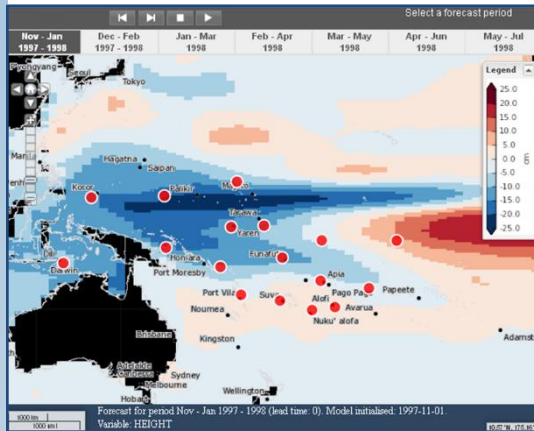 Select a forecast period
Nov - Jan 1997 - 1998
Dec - Feb 1997 - 1998
Jan - Mar 1998
Feb - Apr 1998
Mar - May 1998
Apr - Jun 1998
May - Jul 1998
P'yongyang
Seoul
Tokyo
Legend
25.0
20.0
15.0
10.0
5.0
0.0
-5.0
-10.0
-15.0
-20.0
-25.0
cm
Manila
Hagatna
Saipan
Koror
Palikir
Tarawa
Yaren
Funafuti
Honiara
Dili
Darwin
Port Moresby
Apia
Pago Pago
Papeete
Port Vila
Suva
Alofi
Avarua
Noumea
Nuku' alofa
Brisbane
Kingston
Adamst
Adelaide
Canberra
Sydney
Melbourne
Hobart
Wellington
1000 km
1000 mi
Forecast for period Nov - Jan 1997 - 1998 (lead time: 0). Model initialised: 1997-11-01.
Variable: HEIGHT